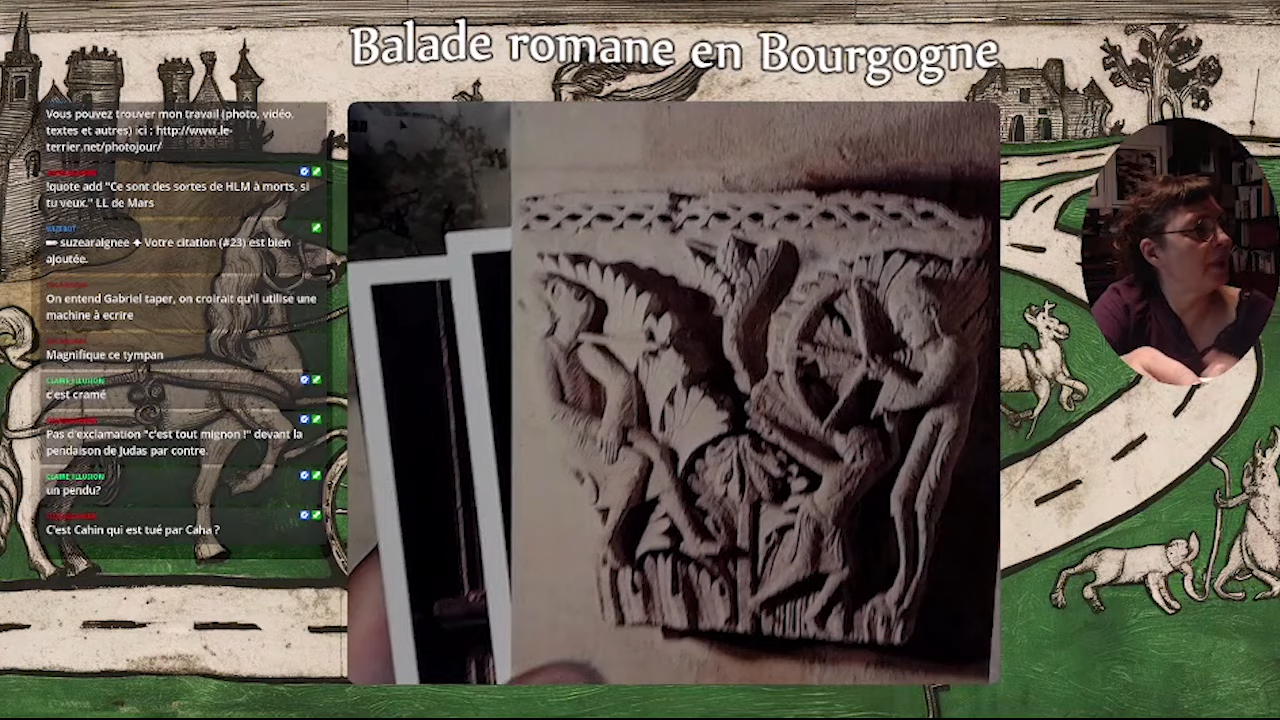 Balade romane en Bourgogne
Vous pouvez trouver mon travail (photo, vidéo,
textes et autres) ici : http://www.le-
terrier.net/photojour/
!quote add "Ce sont des sortes de HLM à morts, si
tu veux." LL de Mars
suzearaignee ✦ Votre citation (#23) est bien
ajoutée.
On entend Gabriel taper, on croirait qu'il utilise une
machine à ecrire
Magnifique ce tympan
CLAIRE ILLUSION
c'est cramé
Pas d'exclamation "c'est tout mignon !" devant la
pendaison de Judas par contre.
CLAIRE ILLUSION
un pendu?
C'est Cahin qui est tué par Caha ?